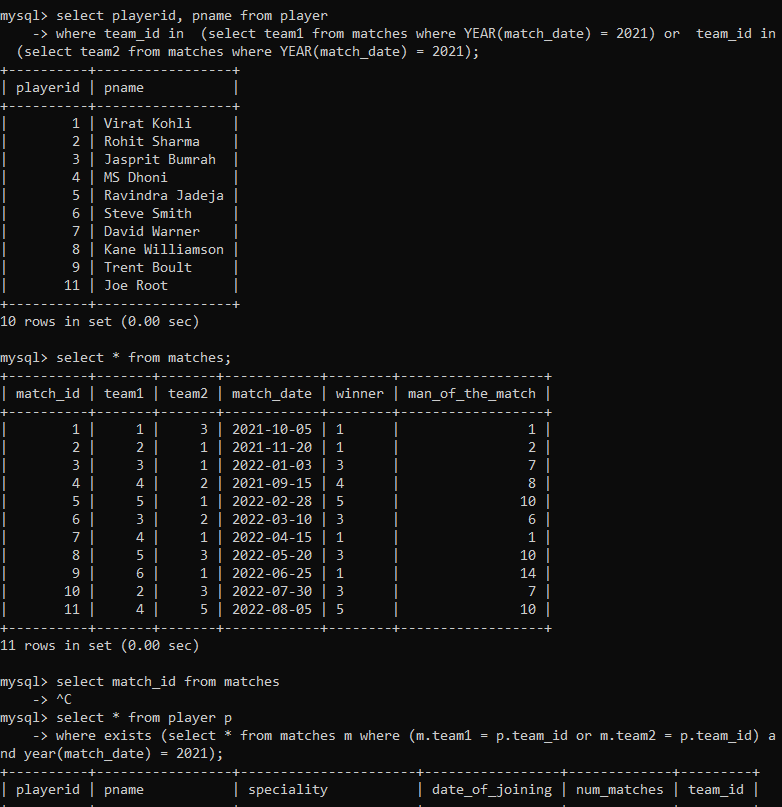 mysql> select playerid, pname from player
    -> where team_id in  (select team1 from matches where YEAR(match_date) = 2021) or  team_id in
  (select team2 from matches where YEAR(match_date) = 2021);
+----------+-----------------+
| playerid | pname           |
+----------+-----------------+
|        1 | Virat Kohli     |
|        2 | Rohit Sharma    |
|        3 | Jasprit Bumrah  |
|        4 | MS Dhoni        |
|        5 | Ravindra Jadeja |
|        6 | Steve Smith     |
|        7 | David Warner    |
|        8 | Kane Williamson |
|        9 | Trent Boult     |
|       11 | Joe Root        |
+----------+-----------------+
10 rows in set (0.00 sec)

mysql> select * from matches;
+----------+-------+-------+------------+--------+------------------+
| match_id | team1 | team2 | match_date | winner | man_of_the_match |
+----------+-------+-------+------------+--------+------------------+
|        1 |     1 |     3 | 2021-10-05 | 1      |                1 |
|        2 |     2 |     1 | 2021-11-20 | 1      |                2 |
|        3 |     3 |     1 | 2022-01-03 | 3      |                7 |
|        4 |     4 |     2 | 2021-09-15 | 4      |                8 |
|        5 |     5 |     1 | 2022-02-28 | 5      |               10 |
|        6 |     3 |     2 | 2022-03-10 | 3      |                6 |
|        7 |     4 |     1 | 2022-04-15 | 1      |                1 |
|        8 |     5 |     3 | 2022-05-20 | 3      |               10 |
|        9 |     6 |     1 | 2022-06-25 | 1      |               14 |
|       10 |     2 |     3 | 2022-07-30 | 3      |                7 |
|       11 |     4 |     5 | 2022-08-05 | 5      |               10 |
+----------+-------+-------+------------+--------+------------------+
11 rows in set (0.00 sec)

mysql> select match_id from matches
    -> ^C
mysql> select * from player p
    -> where exists (select * from matches m where (m.team1 = p.team_id or m.team2 = p.team_id) a
nd year(match_date) = 2021);
+----------+-----------------+----------------------+-----------------+-------------+---------+
| playerid | pname           | speciality           | date_of_joining | num_matches | team_id |